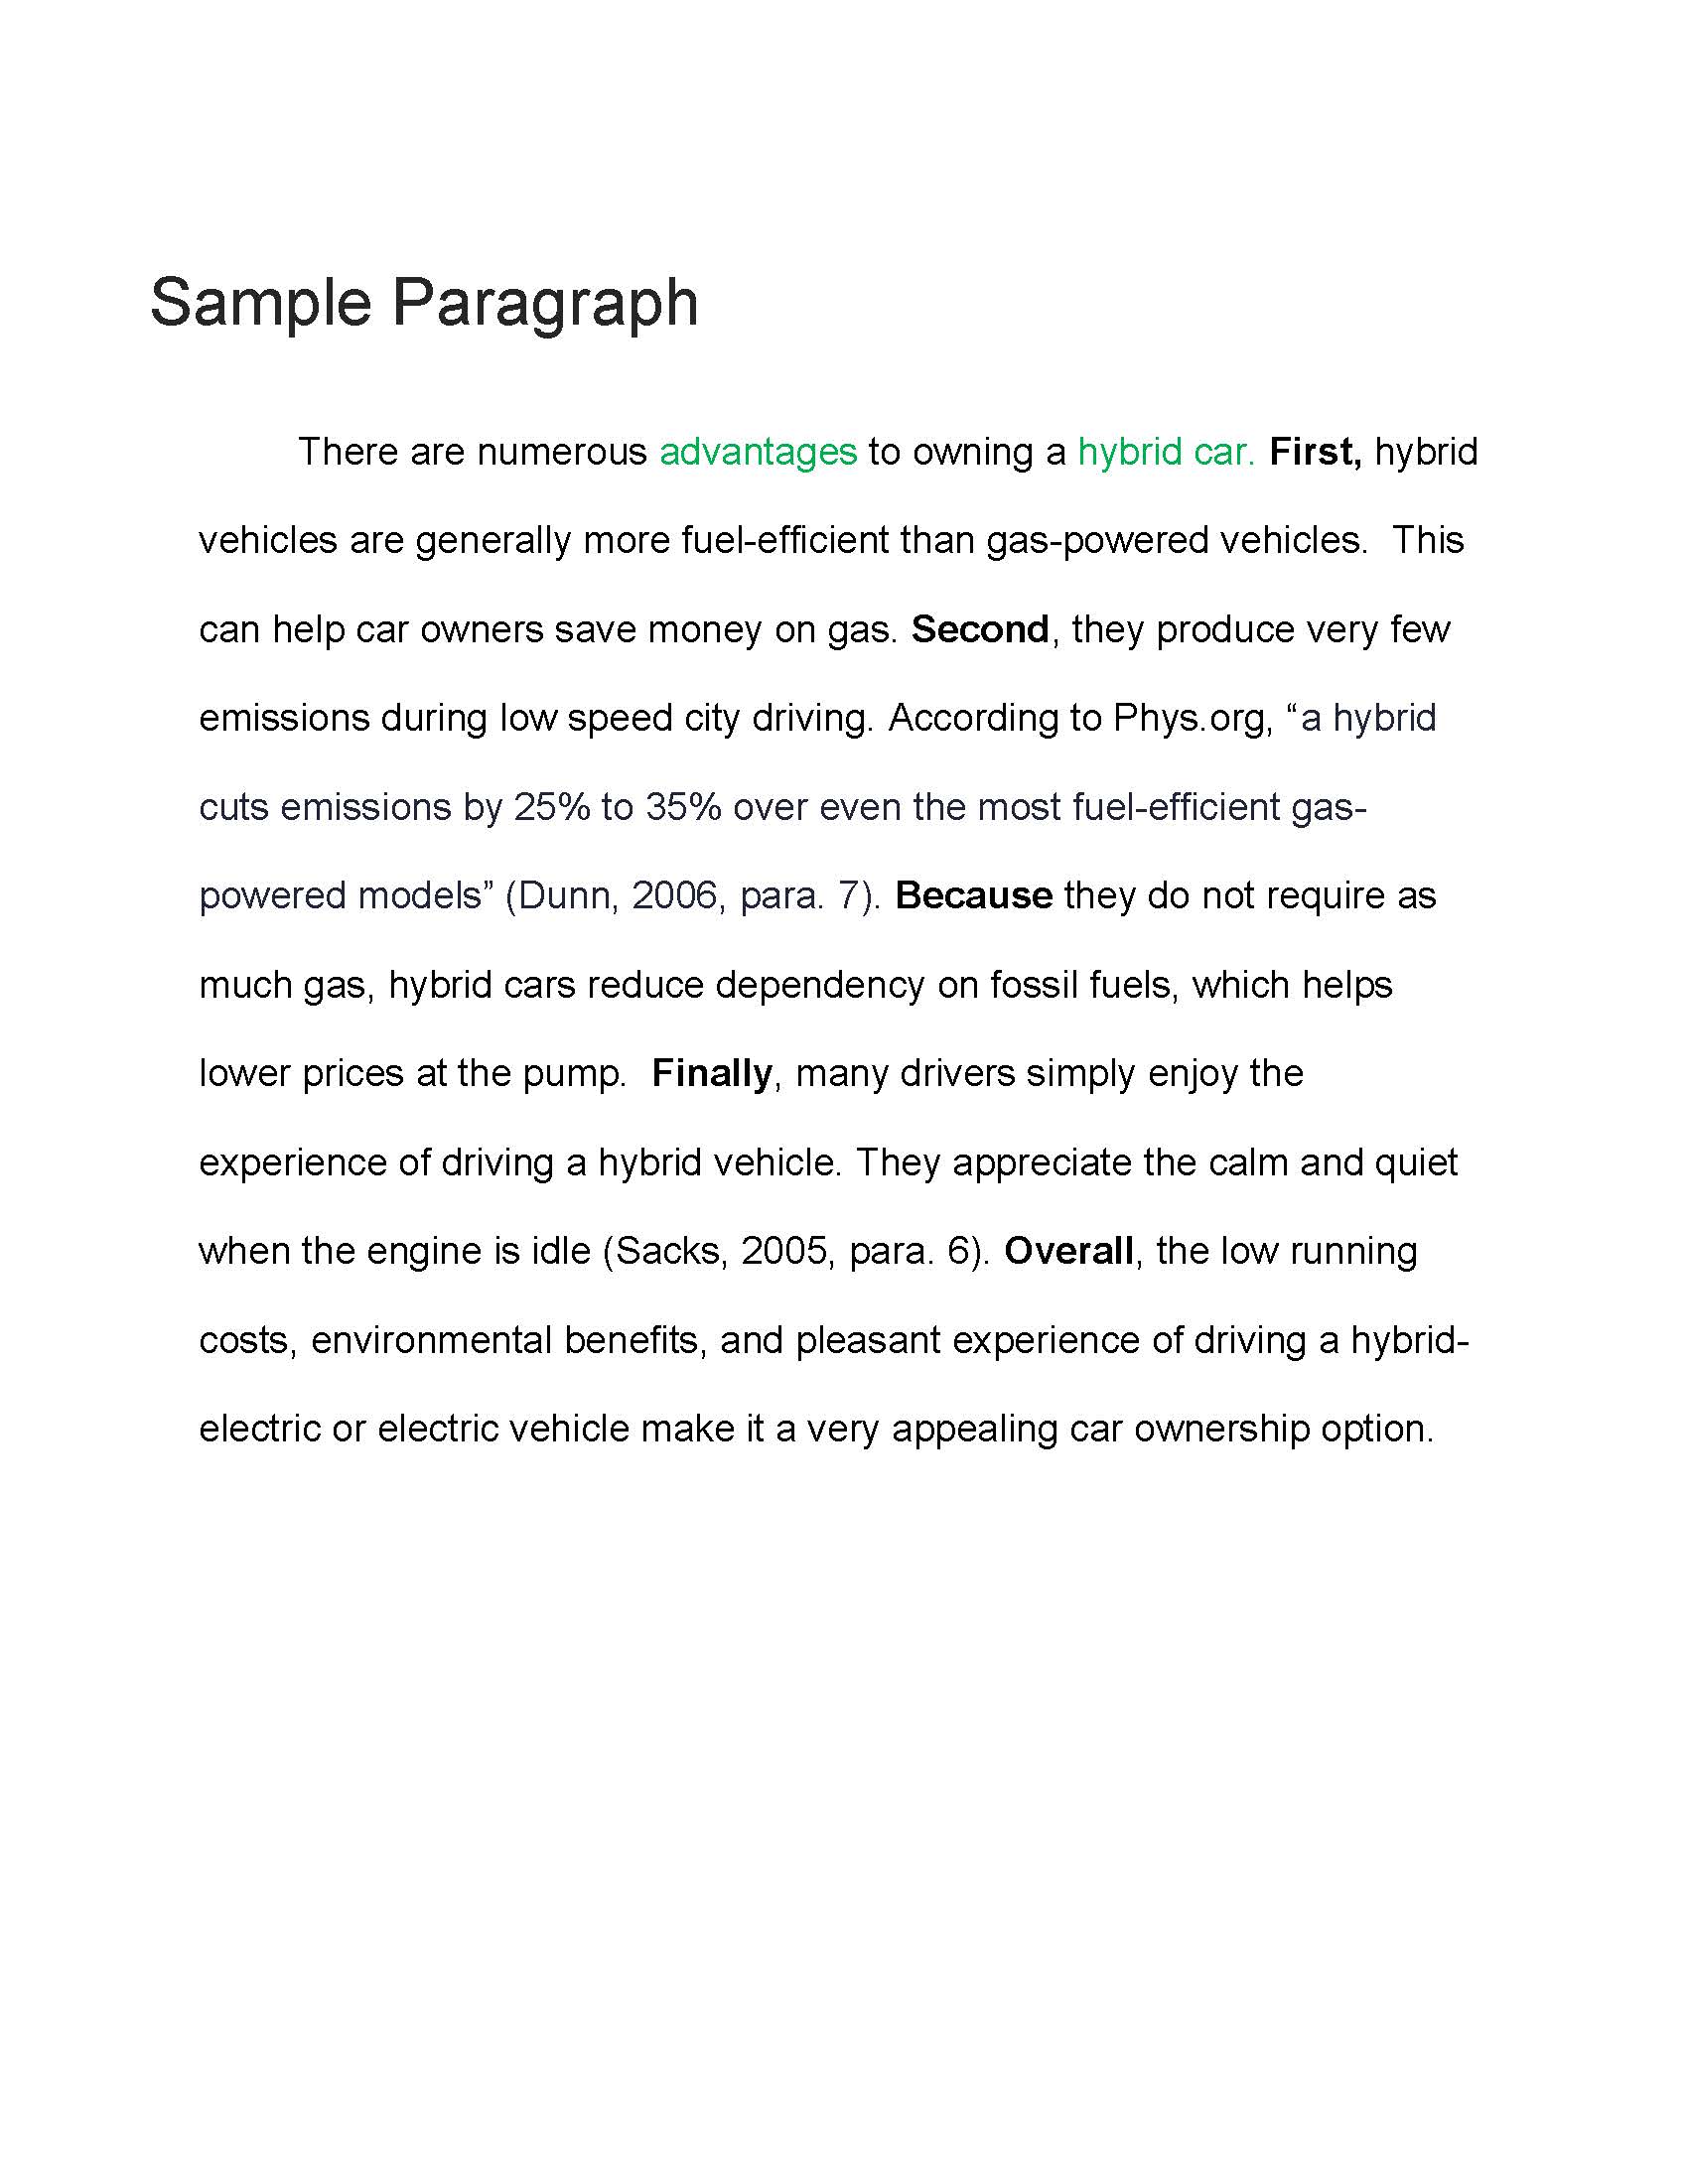 Sample Paragraph
There are numerous advantages to owning a hybrid car. First, hybrid
vehicles are generally more fuel-efficient than gas-powered vehicles.  This
can help car owners save money on gas. Second, they produce very few
emissions during low speed city driving. According to Phys.org, “a hybrid
cuts emissions by 25% to 35% over even the most fuel-efficient gas-
powered models” (Dunn, 2006, para. 7). Because they do not require as
much gas, hybrid cars reduce dependency on fossil fuels, which helps
lower prices at the pump.  Finally, many drivers simply enjoy the
experience of driving a hybrid vehicle. They appreciate the calm and quiet
when the engine is idle (Sacks, 2005, para. 6). Overall, the low running
costs, environmental benefits, and pleasant experience of driving a hybrid-
electric or electric vehicle make it a very appealing car ownership option.